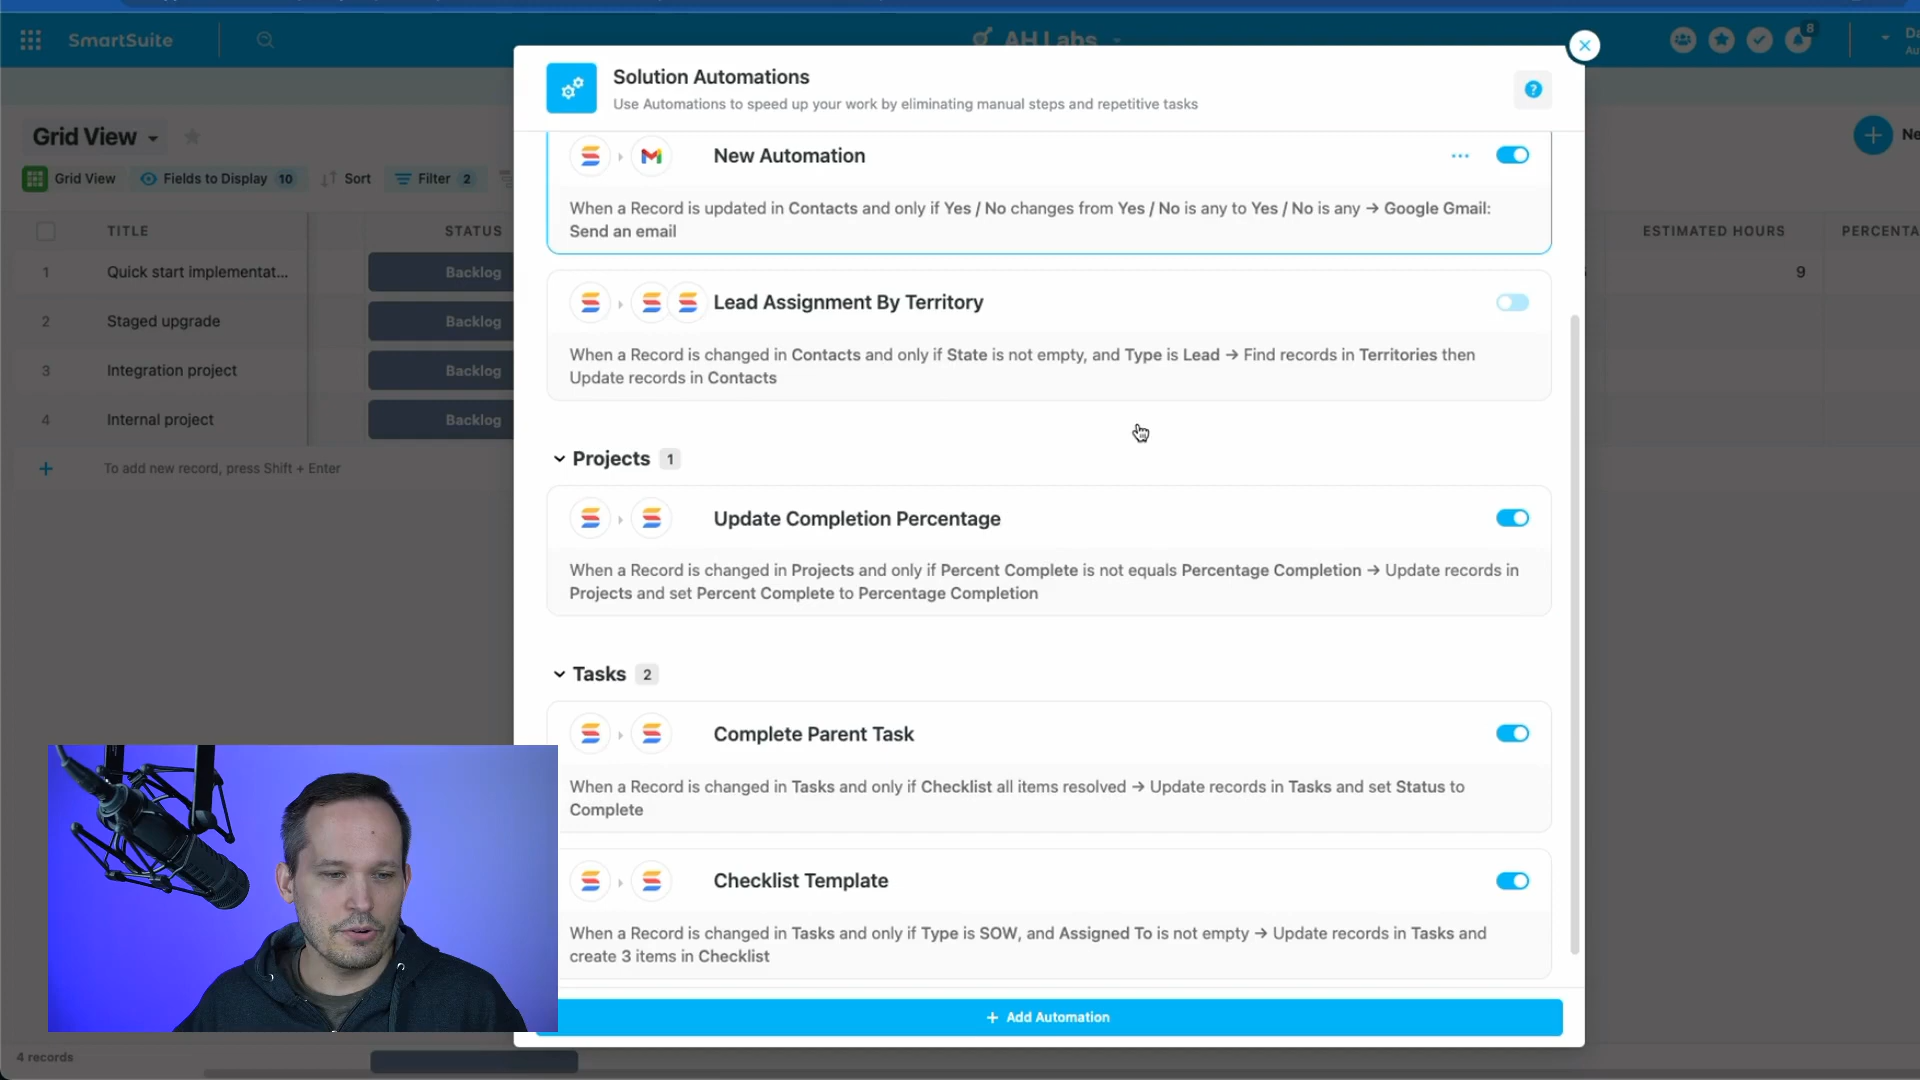 SmartSuite
AH Labs
8
Solution Automations
Use Automations to speed up your work by eliminating manual steps and repetitive tasks
?
Grid View
Grid View
Fields to Display 10
Sort
Filter 2
TITLE
STATUS
ESTIMATED HOURS
PERCENTA
1 Quick start implementat... Backlog 9
2 Staged upgrade Backlog
3 Integration project Backlog
4 Internal project Backlog
To add new record, press Shift + Enter
New Automation
When a Record is updated in Contacts and only if Yes / No changes from Yes / No is any to Yes / No is any → Google Gmail:
Send an email
Lead Assignment By Territory
When a Record is changed in Contacts and only if State is not empty, and Type is Lead → Find records in Territories then
Update records in Contacts
Projects 1
Update Completion Percentage
When a Record is changed in Projects and only if Percent Complete is not equals Percentage Completion → Update records in
Projects and set Percent Complete to Percentage Completion
Tasks 2
Complete Parent Task
When a Record is changed in Tasks and only if Checklist all items resolved → Update records in Tasks and set Status to
Complete
Checklist Template
When a Record is changed in Tasks and only if Type is SOW, and Assigned To is not empty → Update records in Tasks and
create 3 items in Checklist
+ Add Automation
4 records